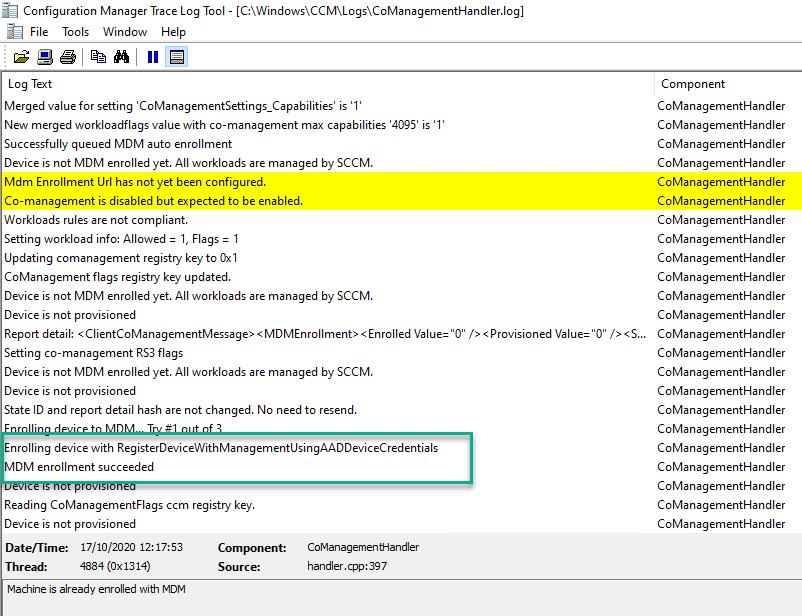 Configuration Manager Trace Log Tool - [C:\Windows\CCM\Logs\CoManagementHandler.log]
File Tools Window Help
Log Text Component
Merged value for setting 'CoManagementSettings_Capabilities' is '1' CoManagementHandler
New merged workloadflags value with co-management max capabilities '4095' is '1' CoManagementHandler
Successfully queued MDM auto enrollment CoManagementHandler
Device is not MDM enrolled yet. All workloads are managed by SCCM. CoManagementHandler
Mdm Enrollment Url has not yet been configured. CoManagementHandler
Co-management is disabled but expected to be enabled. CoManagementHandler
Workloads rules are not compliant. CoManagementHandler
Setting workload info: Allowed = 1, Flags = 1 CoManagementHandler
Updating comanagement registry key to 0x1 CoManagementHandler
CoManagement flags registry key updated. CoManagementHandler
Device is not MDM enrolled yet. All workloads are managed by SCCM. CoManagementHandler
Device is not provisioned CoManagementHandler
Report detail: <ClientCoManagementMessage><MDMEnrollment><Enrolled Value="0" /><Provisioned Value="0" /><S... CoManagementHandler
Setting co-management RS3 flags CoManagementHandler
Device is not MDM enrolled yet. All workloads are managed by SCCM. CoManagementHandler
Device is not provisioned CoManagementHandler
State ID and report detail hash are not changed. No need to resend. CoManagementHandler
Enrolling device to MDM... Try #1 out of 3 CoManagementHandler
Enrolling device with RegisterDeviceWithManagementUsingAADDeviceCredentials CoManagementHandler
MDM enrollment succeeded CoManagementHandler
Device is not provisioned CoManagementHandler
Reading CoManagementFlags ccm registry key. CoManagementHandler
Device is not provisioned CoManagementHandler
Date/Time: 17/10/2020 12:17:53 Component: CoManagementHandler
Thread: 4884 (0x1314) Source: handler.cpp:397
Machine is already enrolled with MDM